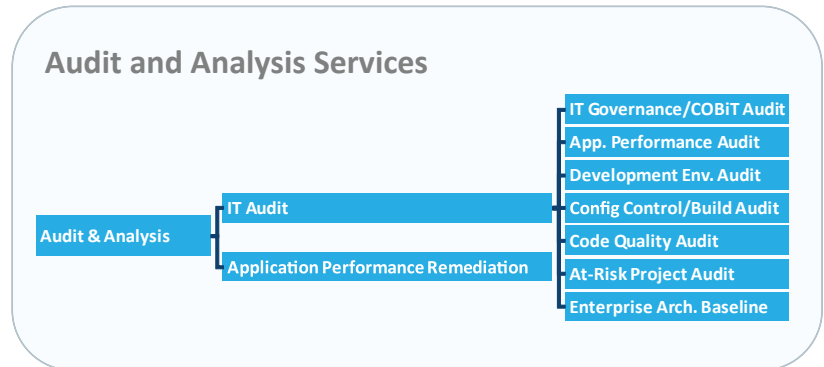 Audit and Analysis Services
Audit & Analysis
IT Audit
Application Performance Remediation
IT Governance/COBiT Audit
App. Performance Audit
Development Env. Audit
Config Control/Build Audit
Code Quality Audit
At-Risk Project Audit
Enterprise Arch. Baseline